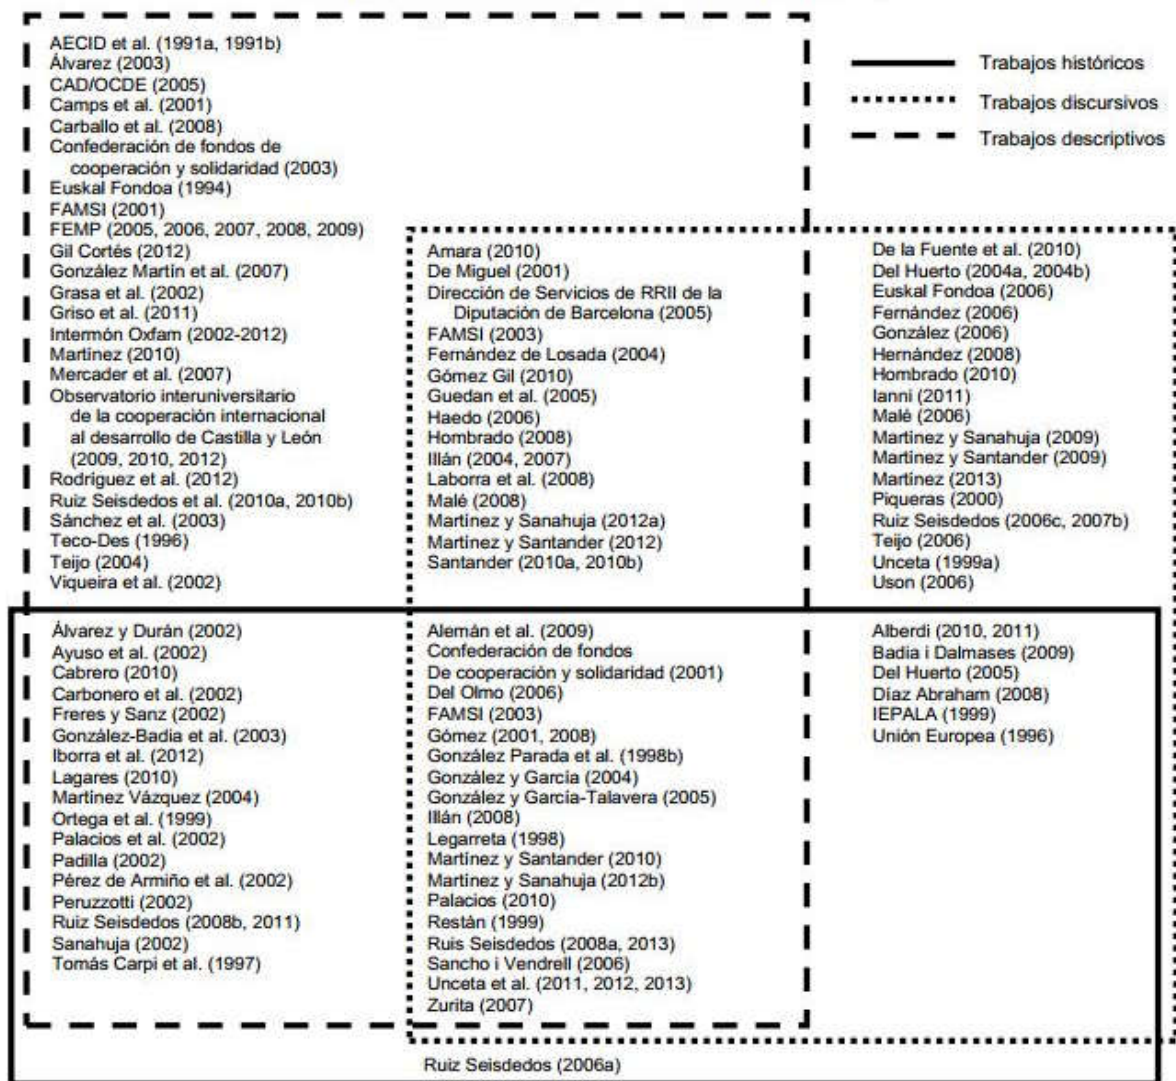 AECID et al. (1991a, 1991b)
Álvarez (2003)
CAD/OCDE (2005)
Camps et al. (2001)
Carballo et al. (2008)
Confederación de fondos de
cooperación y solidaridad (2003)
Euskal Fondoa (1994)
FAMSI (2001)
FEMP (2005, 2006, 2007, 2008, 2009)
Gil Cortés (2012)
González Martín et al. (2007)
Grasa et al. (2002)
Griso et al. (2011)
Intermón Oxfam (2002-2012)
Martínez (2010)
Mercader et al. (2007)
Observatorio interuniversitario
de la cooperación internacional
al desarrollo de Castilla y León
(2009, 2010, 2012)
Rodríguez et al. (2012)
Ruiz Seisdedos et al. (2010a, 2010b)
Sánchez et al. (2003)
Teco-Des (1996)
Teijo (2004)
Viqueira et al. (2002)
Trabajos históricos
Trabajos discursivos
Trabajos descriptivos
Amara (2010)
De Miguel (2001)
Dirección de Servicios de RRII de la
Diputación de Barcelona (2005)
FAMSI (2003)
Fernández de Losada (2004)
Gómez Gil (2010)
Guedan et al. (2005)
Haedo (2006)
Hombrado (2008)
Illán (2004, 2007)
Laborra et al. (2008)
Malé (2008)
Martínez y Sanahuja (2012a)
Martínez y Santander (2012)
Santander (2010a, 2010b)
De la Fuente et al. (2010)
Del Huerto (2004a, 2004b)
Euskal Fondoa (2006)
Fernández (2006)
González (2006)
Hernández (2008)
Hombrado (2010)
Ianni (2011)
Malé (2006)
Martínez y Sanahuja (2009)
Martínez y Santander (2009)
Martínez (2013)
Piqueras (2000)
Ruiz Seisdedos (2006c, 2007b)
Teijo (2006)
Unceta (1999a)
Uson (2006)
Álvarez y Durán (2002)
Ayuso et al. (2002)
Cabrero (2010)
Carbonero et al. (2002)
Freres y Sanz (2002)
González-Badía et al. (2003)
Iborra et al. (2012)
Lagares (2010)
Martínez Vázquez (2004)
Ortega et al. (1999)
Palacios et al. (2002)
Padilla (2002)
Pérez de Armiño et al. (2002)
Peruzzotti (2002)
Ruiz Seisdedos (2008b, 2011)
Sanahuja (2002)
Tomás Carpi et al. (1997)
Alemán et al. (2009)
Confederación de fondos
De cooperación y solidaridad (2001)
Del Olmo (2006)
FAMSI (2003)
Gómez (2001, 2008)
González Parada et al. (1998b)
González y García (2004)
González y García-Talavera (2005)
Illán (2008)
Legarreta (1998)
Martínez y Santander (2010)
Martínez y Sanahuja (2012b)
Palacios (2010)
Restán (1999)
Ruis Seisdedos (2008a, 2013)
Sancho i Vendrell (2006)
Unceta et al. (2011, 2012, 2013)
Zurita (2007)
Alberdi (2010, 2011)
Badia i Dalmases (2009)
Del Huerto (2005)
Díaz Abraham (2008)
IEPALA (1999)
Unión Europea (1996)
Ruiz Seisdedos (2006a)